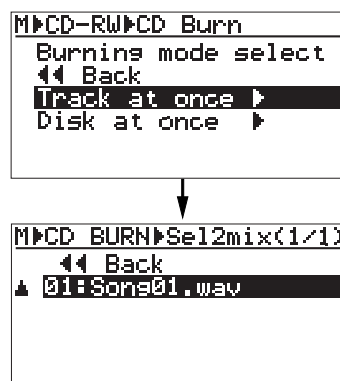 M▶CD-RW▶CD Burn
Burning mode select
◀◀ Back
Track at once ▶
Disk at once ▶
M▶CD BURN▶Sel2mix(1/1)
◀◀ Back
01:Song01.wav